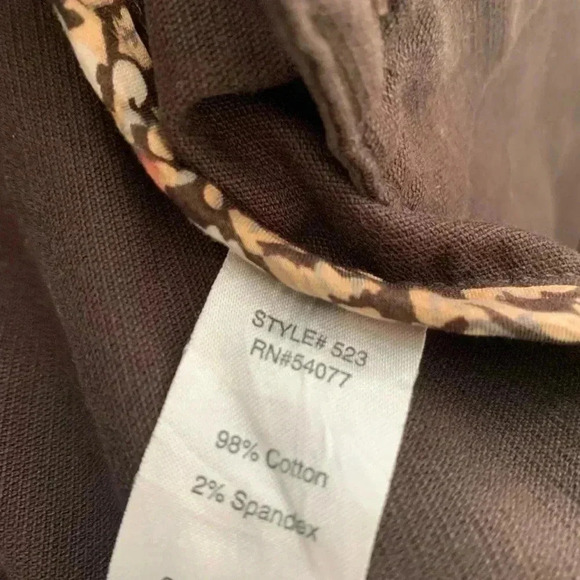 STYLE# 523
RN#54077
98% Cotton
2% Spandex